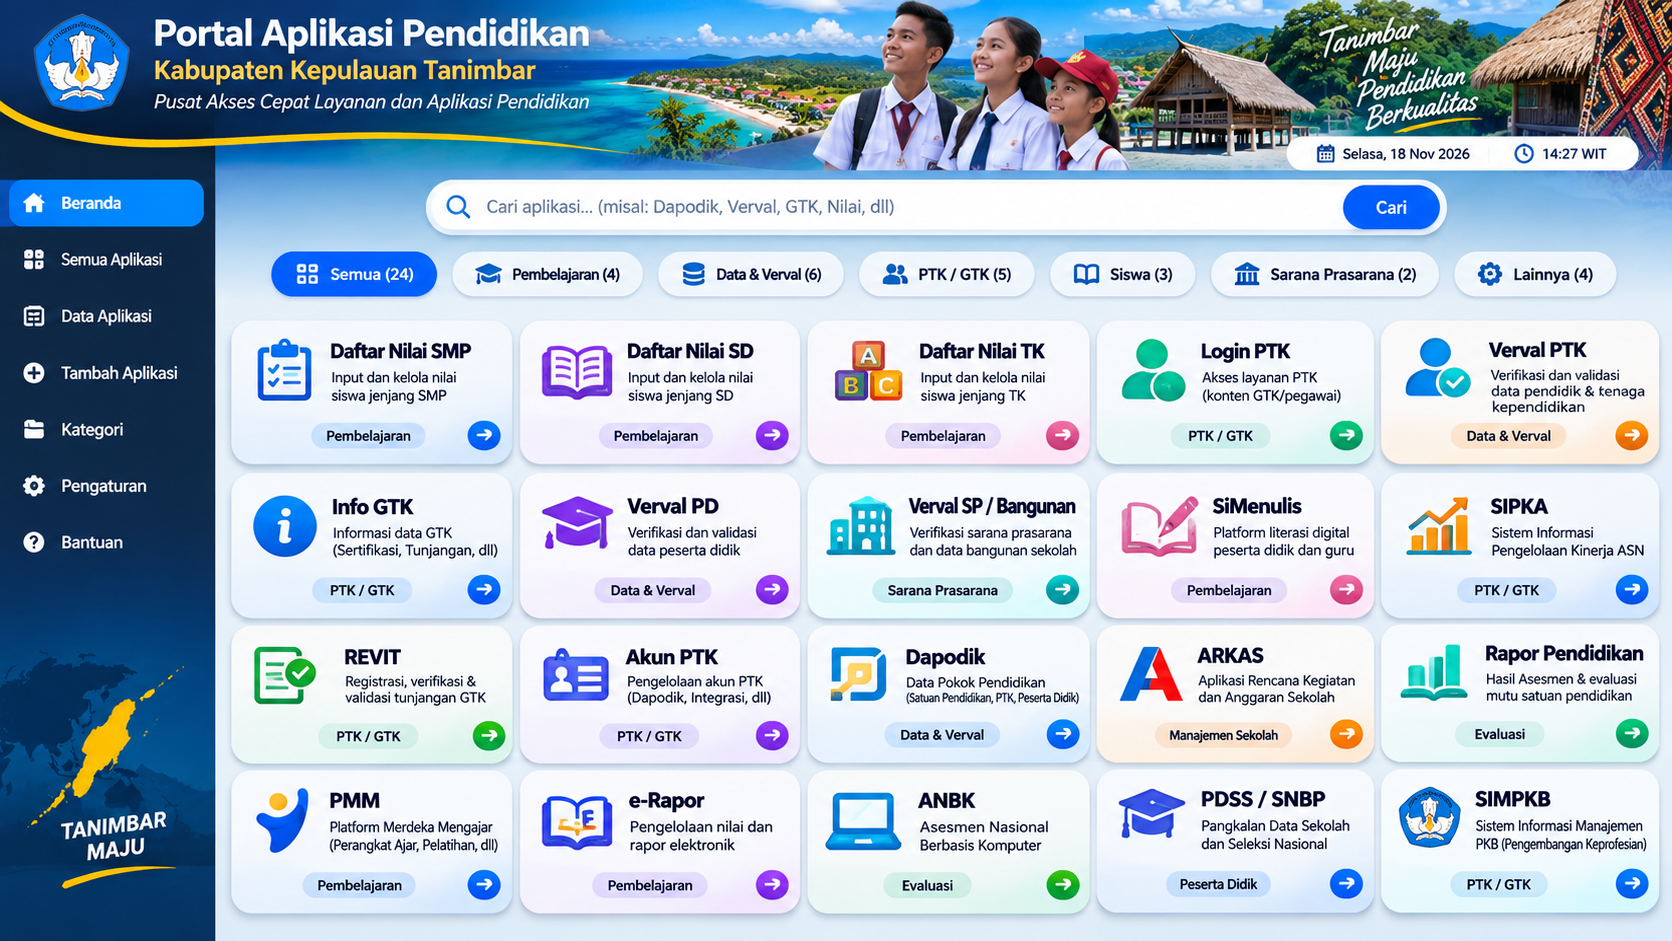 Portal Aplikasi Pendidikan
Kabupaten Kepulauan Tanimbar
Pusat Akses Cepat Layanan dan Aplikasi Pendidikan
Tanimbar
Maju
Pendidikan
Berkualitas
Selasa, 18 Nov 2026
14:27 WIT
Beranda
Semua Aplikasi
Data Aplikasi
Tambah Aplikasi
Kategori
Pengaturan
Bantuan
TANIMBAR
MAJU
Cari aplikasi... (misal: Dapodik, Verval, GTK, Nilai, dll)
Cari
Semua (24)
Pembelajaran (4)
Data & Verval (6)
PTK / GTK (5)
Siswa (3)
Sarana Prasarana (2)
Lainnya (4)
Daftar Nilai SMP
Input dan kelola nilai
siswa jenjang SMP
Pembelajaran
Daftar Nilai SD
Input dan kelola nilai
siswa jenjang SD
Pembelajaran
A
B
C
Daftar Nilai TK
Input dan kelola nilai
siswa jenjang TK
Pembelajaran
Login PTK
Akses layanan PTK
(konten GTK/pegawai)
PTK / GTK
Verval PTK
Verifikasi dan validasi
data pendidik & tenaga
kependidikan
Data & Verval
Info GTK
Informasi data GTK
(Sertifikasi, Tunjangan, dll)
PTK / GTK
Verval PD
Verifikasi dan validasi
data peserta didik
Data & Verval
Verval SP / Bangunan
Verifikasi sarana prasarana
dan data bangunan sekolah
Sarana Prasarana
SiMenulis
Platform literasi digital
peserta didik dan guru
Pembelajaran
SIPKA
Sistem Informasi
Pengelolaan Kinerja ASN
PTK / GTK
REVIT
Registrasi, verifikasi &
validasi tunjangan GTK
PTK / GTK
Akun PTK
Pengelolaan akun PTK
(Dapodik, Integrasi, dll)
PTK / GTK
Dapodik
Data Pokok Pendidikan
(Satuan Pendidikan, PTK, Peserta Didik)
Data & Verval
ARKAS
Aplikasi Rencana Kegiatan
dan Anggaran Sekolah
Manajemen Sekolah
Rapor Pendidikan
Hasil Asesmen & evaluasi
mutu satuan pendidikan
Evaluasi
PMM
Platform Merdeka Mengajar
(Perangkat Ajar, Pelatihan, dll)
Pembelajaran
e-Rapor
Pengelolaan nilai dan
rapor elektronik
Pembelajaran
ANBK
Asesmen Nasional
Berbasis Komputer
Evaluasi
PDSS / SNBP
Pangkalan Data Sekolah
dan Seleksi Nasional
Peserta Didik
SIMPKB
Sistem Informasi Manajemen
PKB (Pengembangan Keprofesian)
PTK / GTK